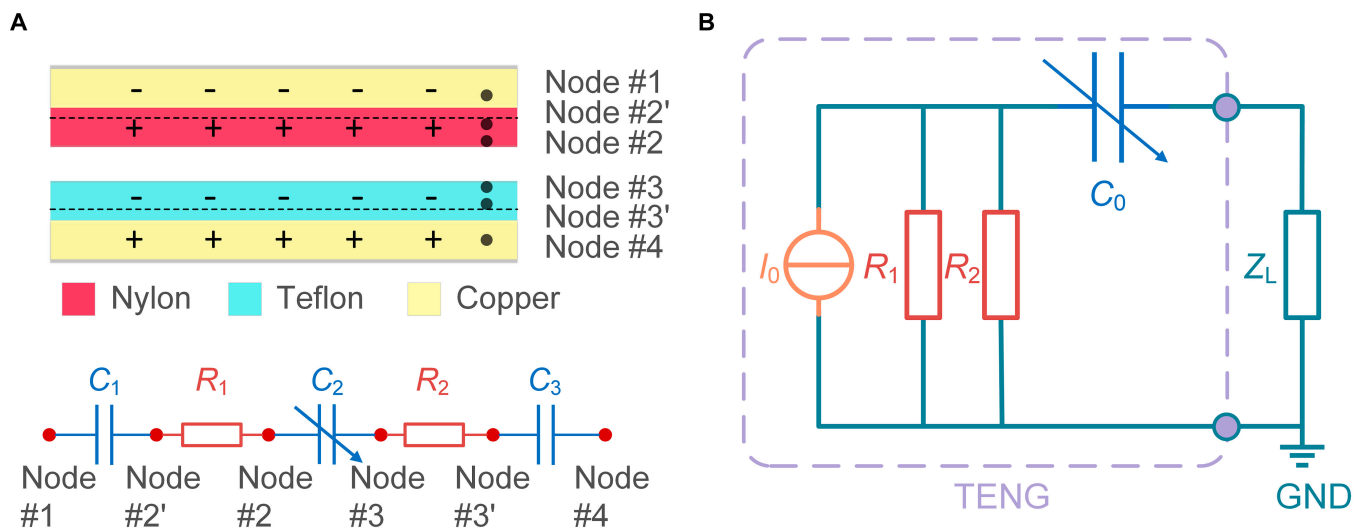 A
Node #1
Node #2'
Node #2
Node #3
Node #3'
Node #4
- - - - -
+ + + + +
- - - - -
+ + + + +
Nylon Teflon Copper
C1 R1 C2 R2 C3
Node Node Node Node Node Node
#1 #2' #2 #3 #3' #4
B
C0
I0 R1 R2 ZL
TENG GND